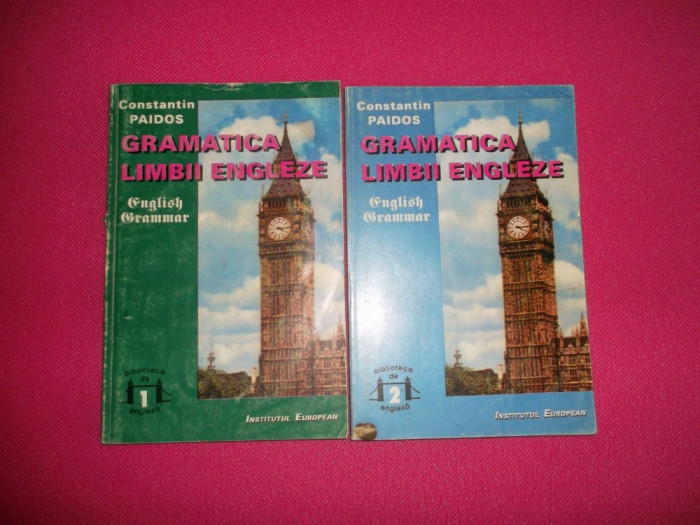 Constantin
PAIDOS
GRAMATICA
LIMBII ENGLEZE
English
Grammar
biblioteca
de
1
engleză
INSTITUTUL EUROPEAN
Constantin
PAIDOS
GRAMATICA
LIMBII ENGLEZE
English
Grammar
biblioteca
de
2
engleză
INSTITUTUL EUROPEAN